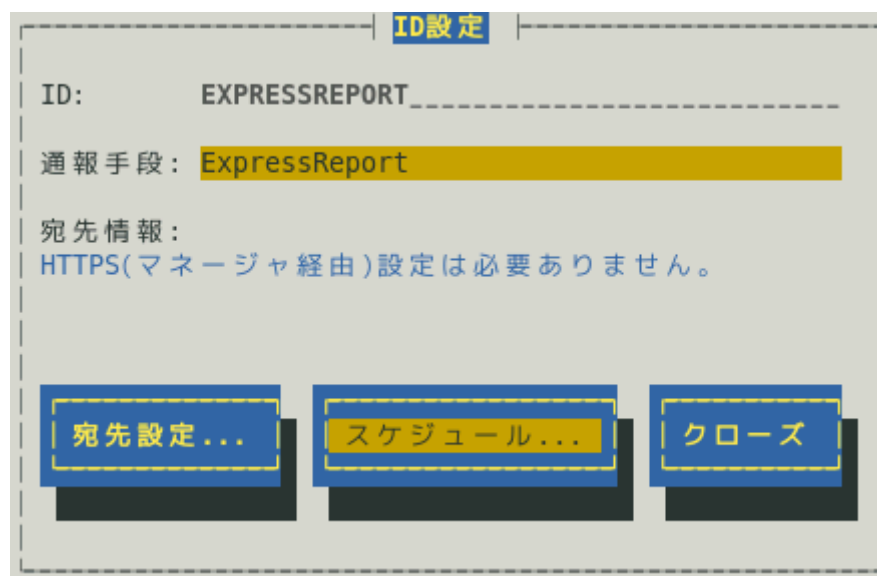 ID設定
ID: EXPRESSREPORT___________________________
通報手段: ExpressReport
宛先情報:
HTTPS(マネージャ経由)設定は必要ありません。
宛先設定... スケジュール... クローズ